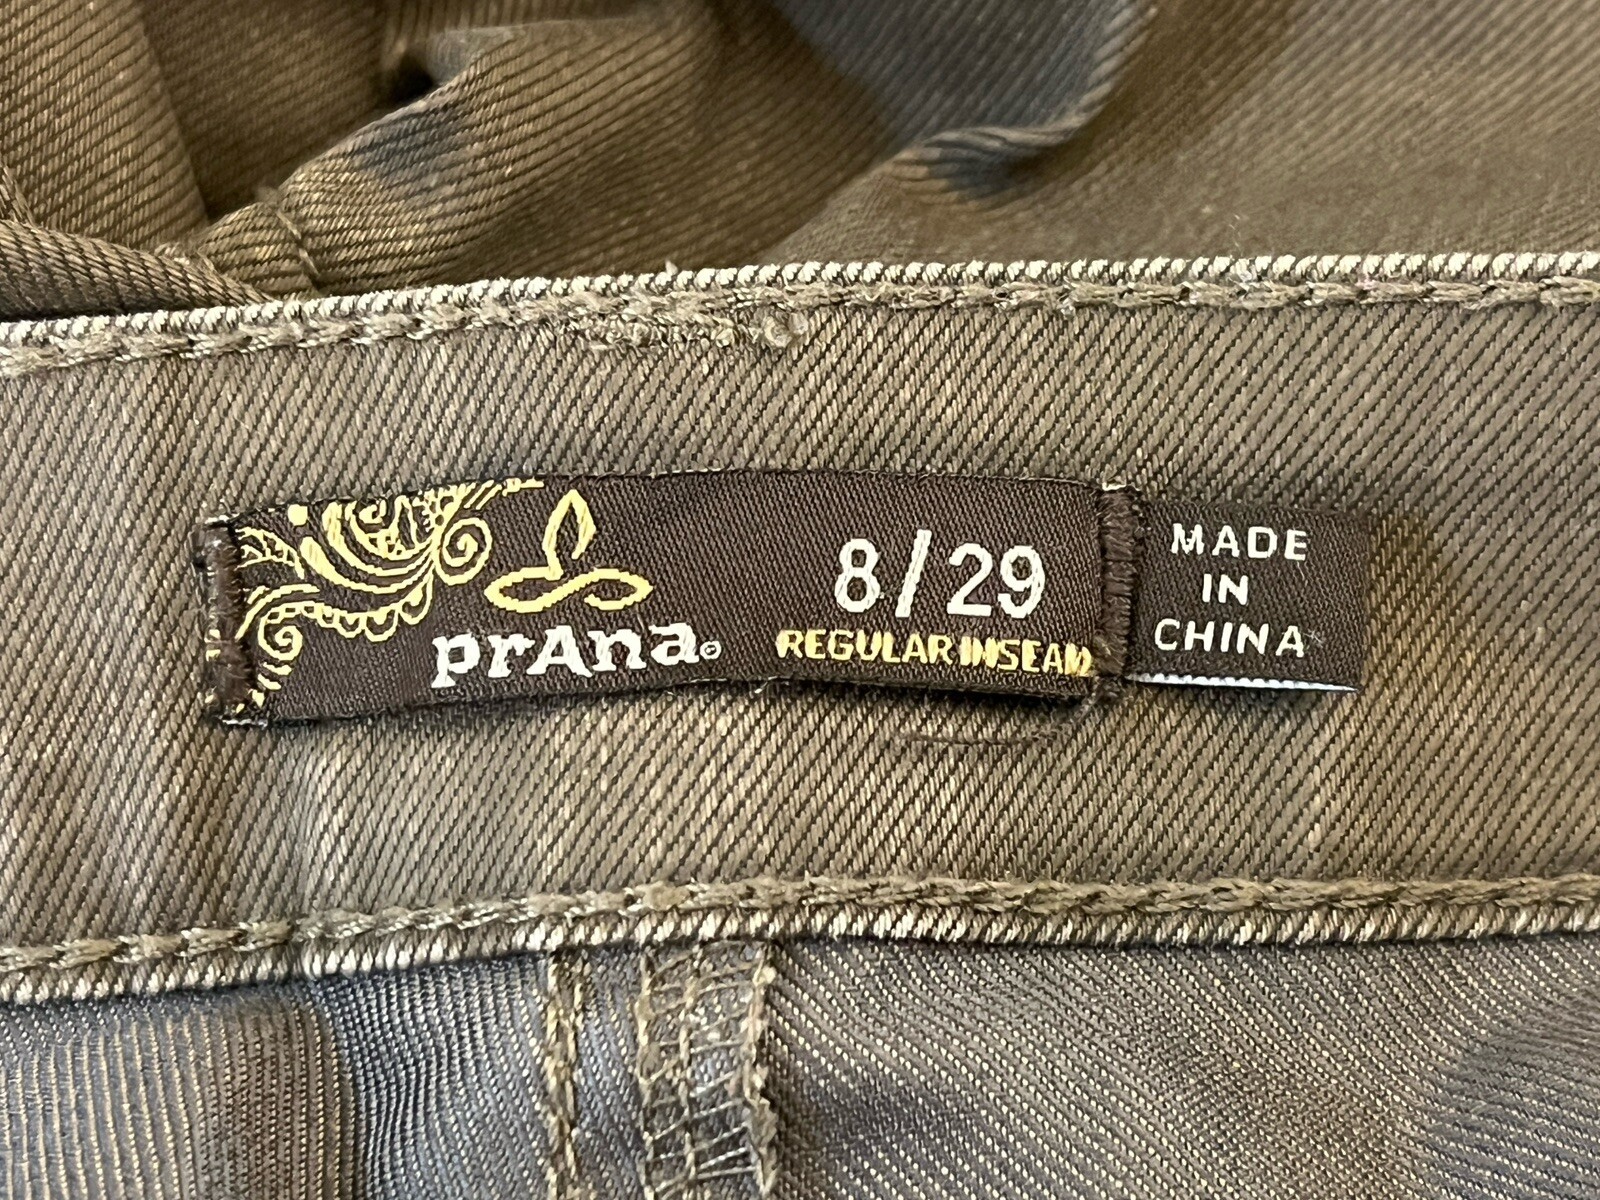 prAna©
8/29
REGULAR INSEAM
MADE
IN
CHINA